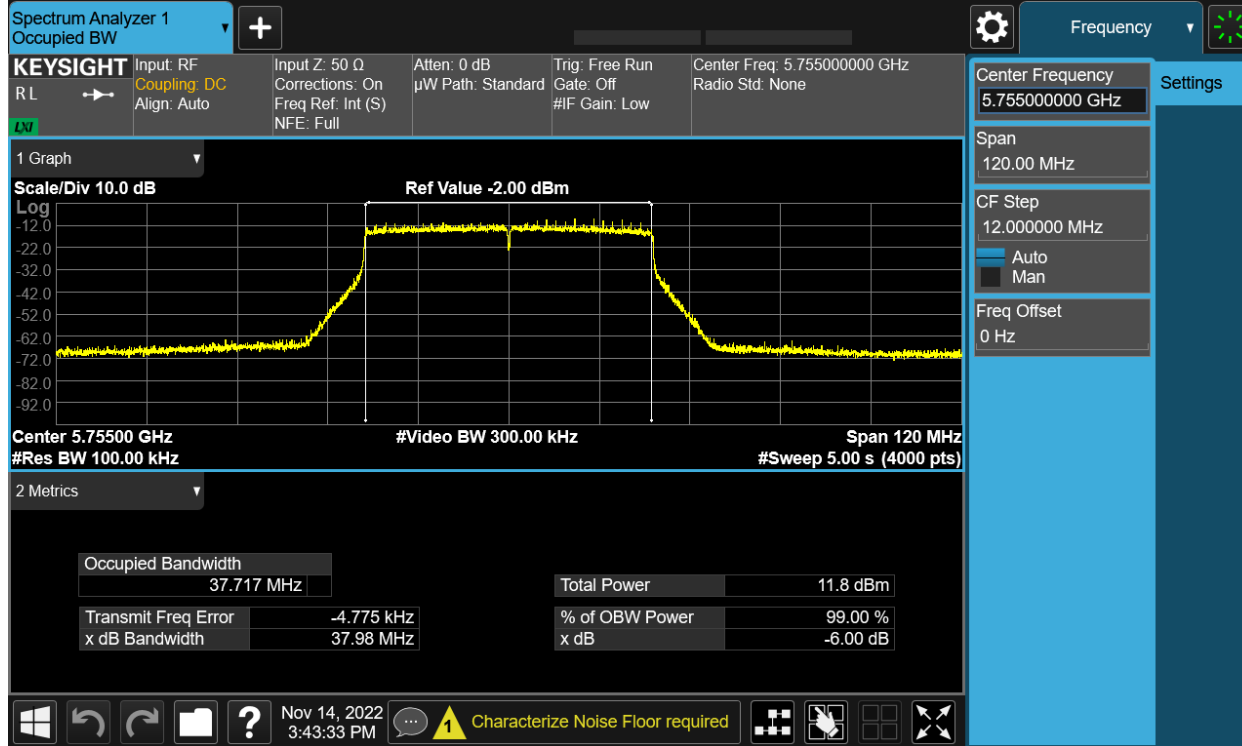 Spectrum Analyzer 1
Occupied BW
+
Frequency
KEYSIGHT
R L
LXI
Input: RF
Coupling: DC
Align: Auto
Input Z: 50 Ω
Corrections: On
Freq Ref: Int (S)
NFE: Full
Atten: 0 dB
µW Path: Standard
Trig: Free Run
Gate: Off
#IF Gain: Low
Center Freq: 5.755000000 GHz
Radio Std: None
Center Frequency
5.755000000 GHz
Settings
Span
120.00 MHz
CF Step
12.000000 MHz
Auto
Man
Freq Offset
0 Hz
1 Graph
Scale/Div 10.0 dB
Ref Value -2.00 dBm
Log
-12.0
-22.0
-32.0
-42.0
-52.0
-62.0
-72.0
-82.0
-92.0
Center 5.75500 GHz
#Video BW 300.00 kHz
Span 120 MHz
#Res BW 100.00 kHz
#Sweep 5.00 s (4000 pts)
2 Metrics
Occupied Bandwidth
37.717 MHz
Total Power 11.8 dBm
Transmit Freq Error -4.775 kHz
% of OBW Power 99.00 %
x dB Bandwidth 37.98 MHz
x dB -6.00 dB
?
Nov 14, 2022
3:43:33 PM
1
Characterize Noise Floor required